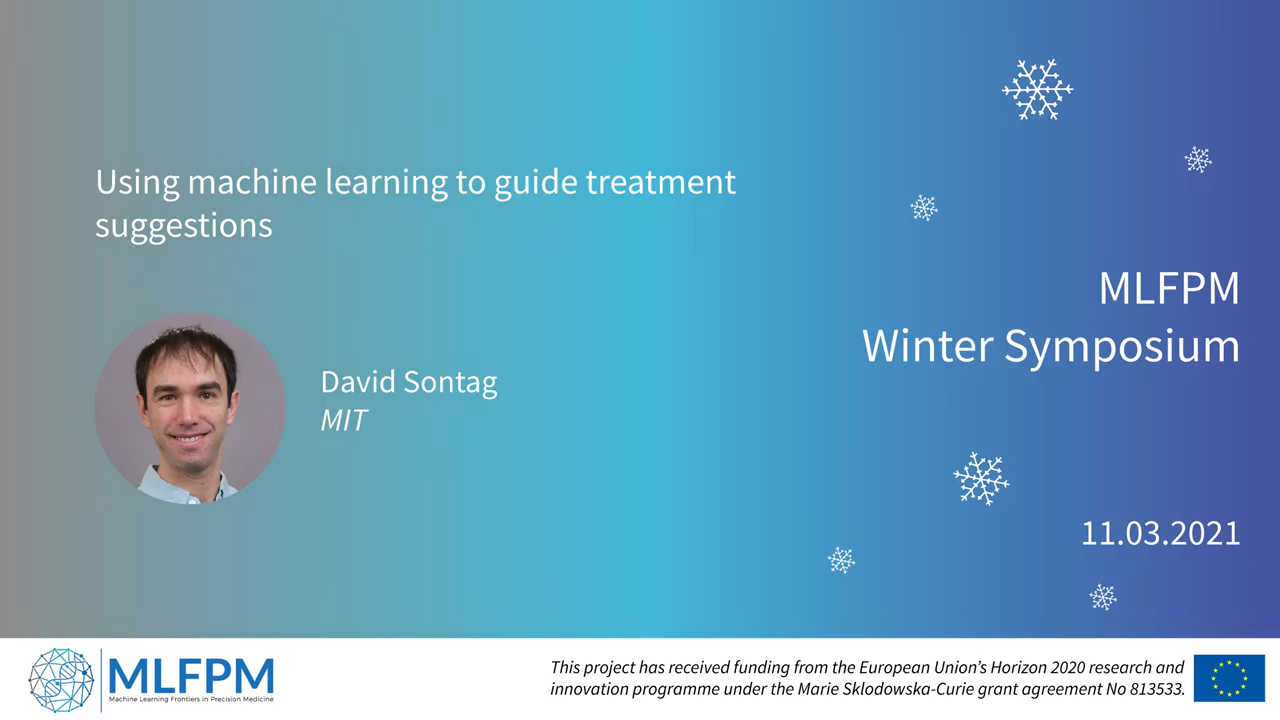 Using machine learning to guide treatment
suggestions
David Sontag
MIT
MLFPM
Winter Symposium
11.03.2021
MLFPM
Machine Learning Frontiers in Precision Medicine
This project has received funding from the European Union's Horizon 2020 research and
innovation programme under the Marie Sklodowska-Curie grant agreement No 813533.